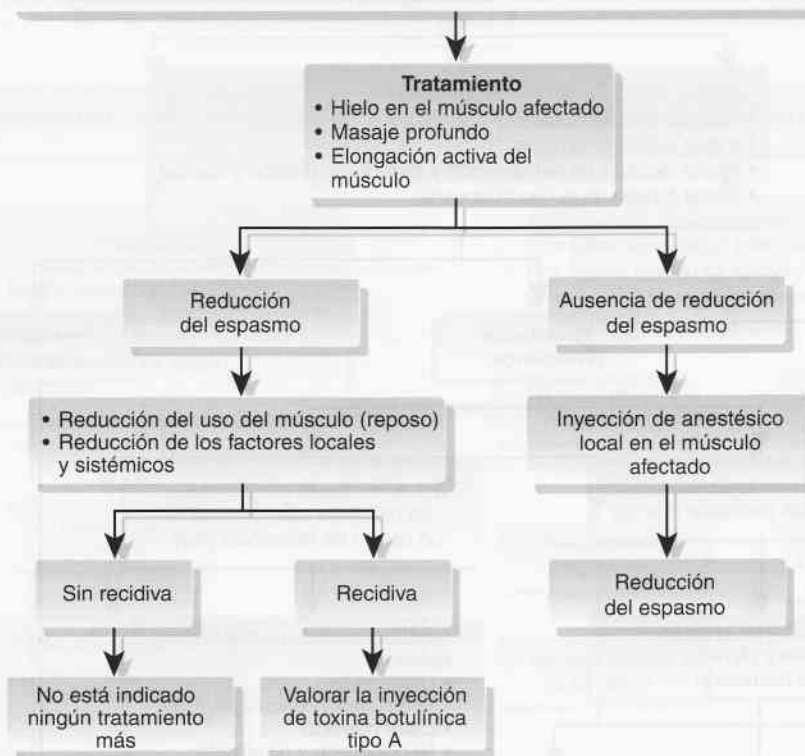 Tratamiento
• Hielo en el músculo afectado
• Masaje profundo
• Elongación activa del
músculo
Reducción
del espasmo
Ausencia de reducción
del espasmo
• Reducción del uso del músculo (reposo)
• Reducción de los factores locales
y sistémicos
Inyección de anestésico
local en el músculo
afectado
Sin recidiva
Recidiva
Reducción
del espasmo
No está indicado
ningún tratamiento
más
Valorar la inyección
de toxina botulínica
tipo A